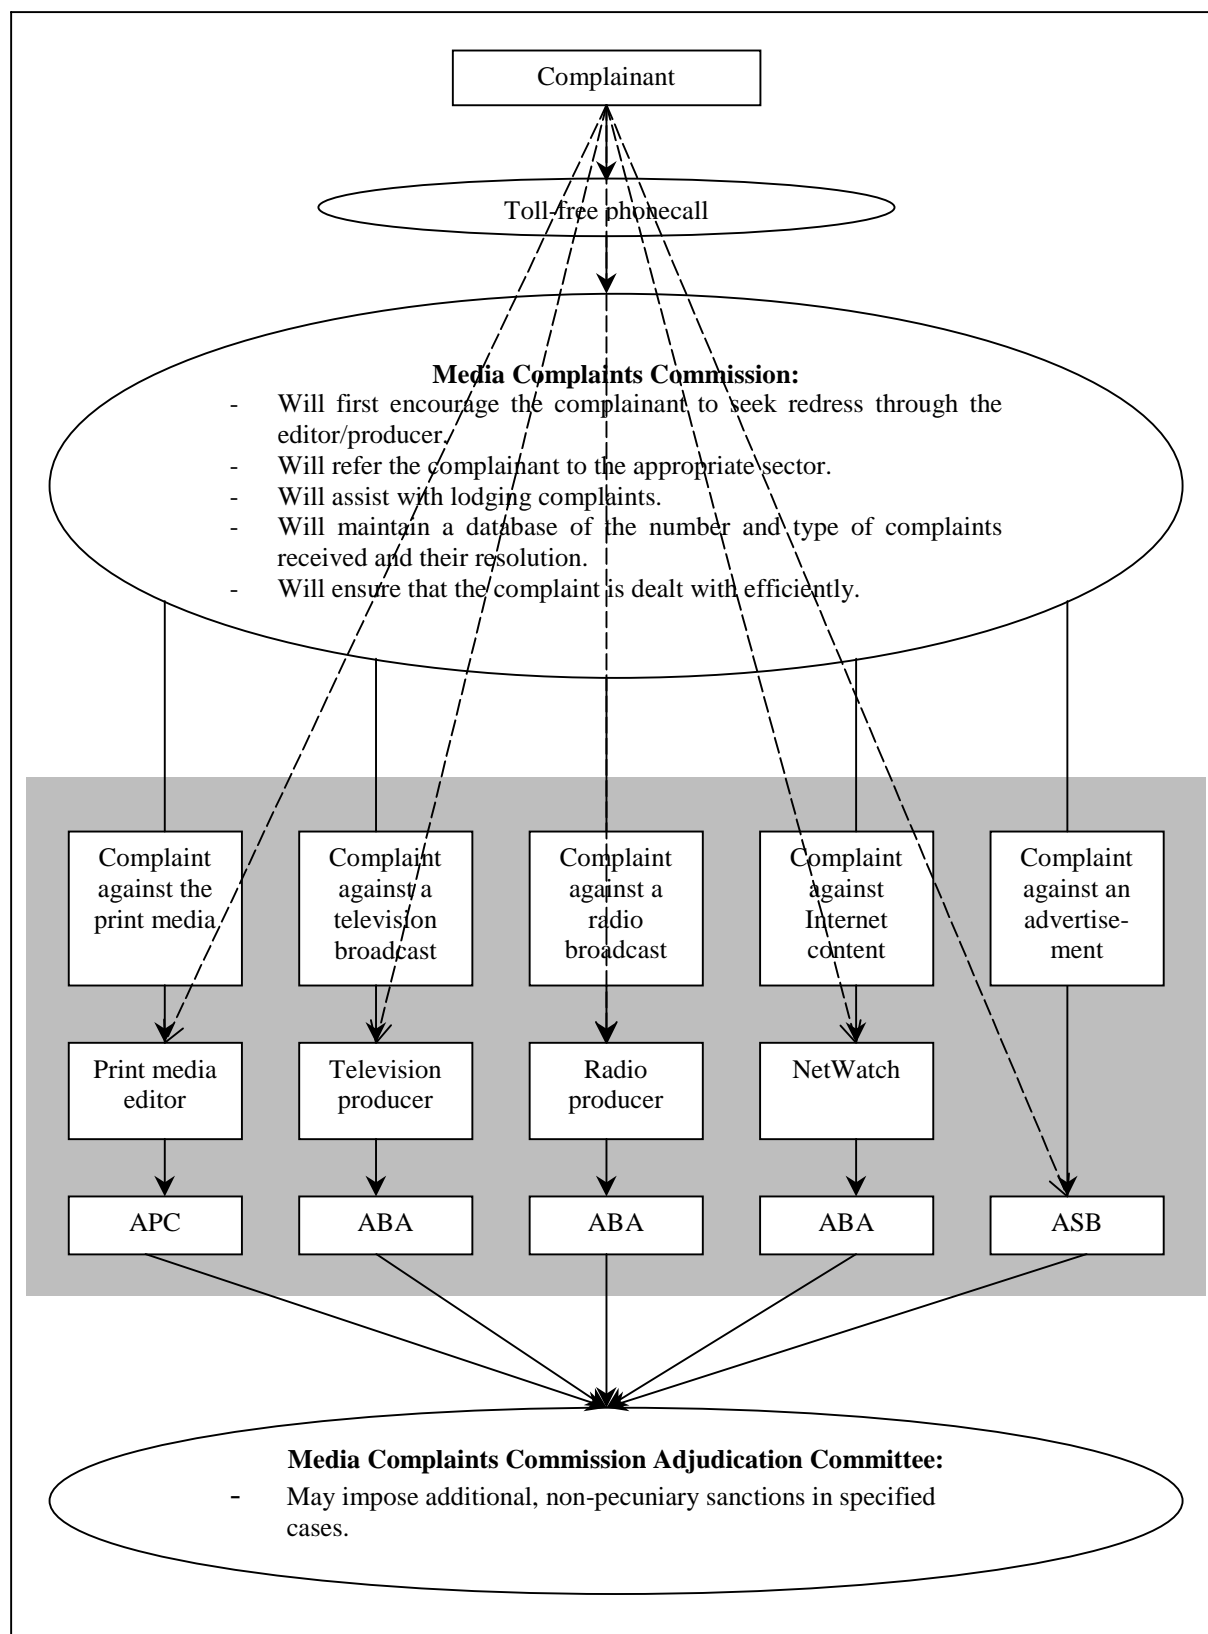 Complainant
Toll-free phonecall
Media Complaints Commission:
- Will first encourage the complainant to seek redress through the
editor/producer.
- Will refer the complainant to the appropriate sector.
- Will assist with lodging complaints.
- Will maintain a database of the number and type of complaints
received and their resolution.
- Will ensure that the complaint is dealt with efficiently.
Complaint
against the
print media
Complaint
against a
television
broadcast
Complaint
against a
radio
broadcast
Complaint
against
Internet
content
Complaint
against an
advertise-
ment
Print media
editor
Television
producer
Radio
producer
NetWatch
APC
ABA
ABA
ABA
ASB
Media Complaints Commission Adjudication Committee:
- May impose additional, non-pecuniary sanctions in specified
cases.